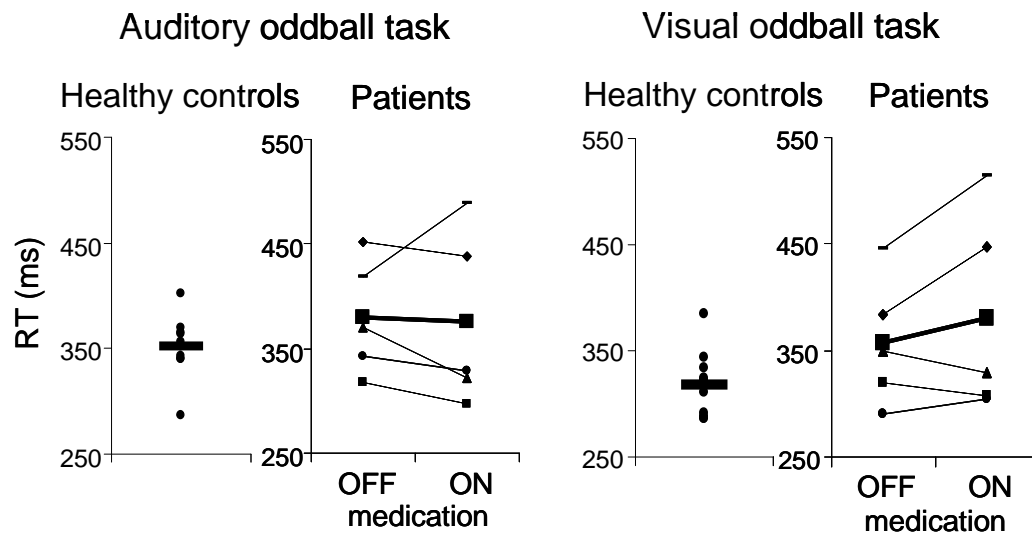 Auditory oddball task
Visual oddball task
Healthy controls
Patients
Healthy controls
Patients
RT (ms)
550
450
350
250
550
450
350
250
OFF
ON
medication
550
450
350
250
550
450
350
250
OFF
ON
medication